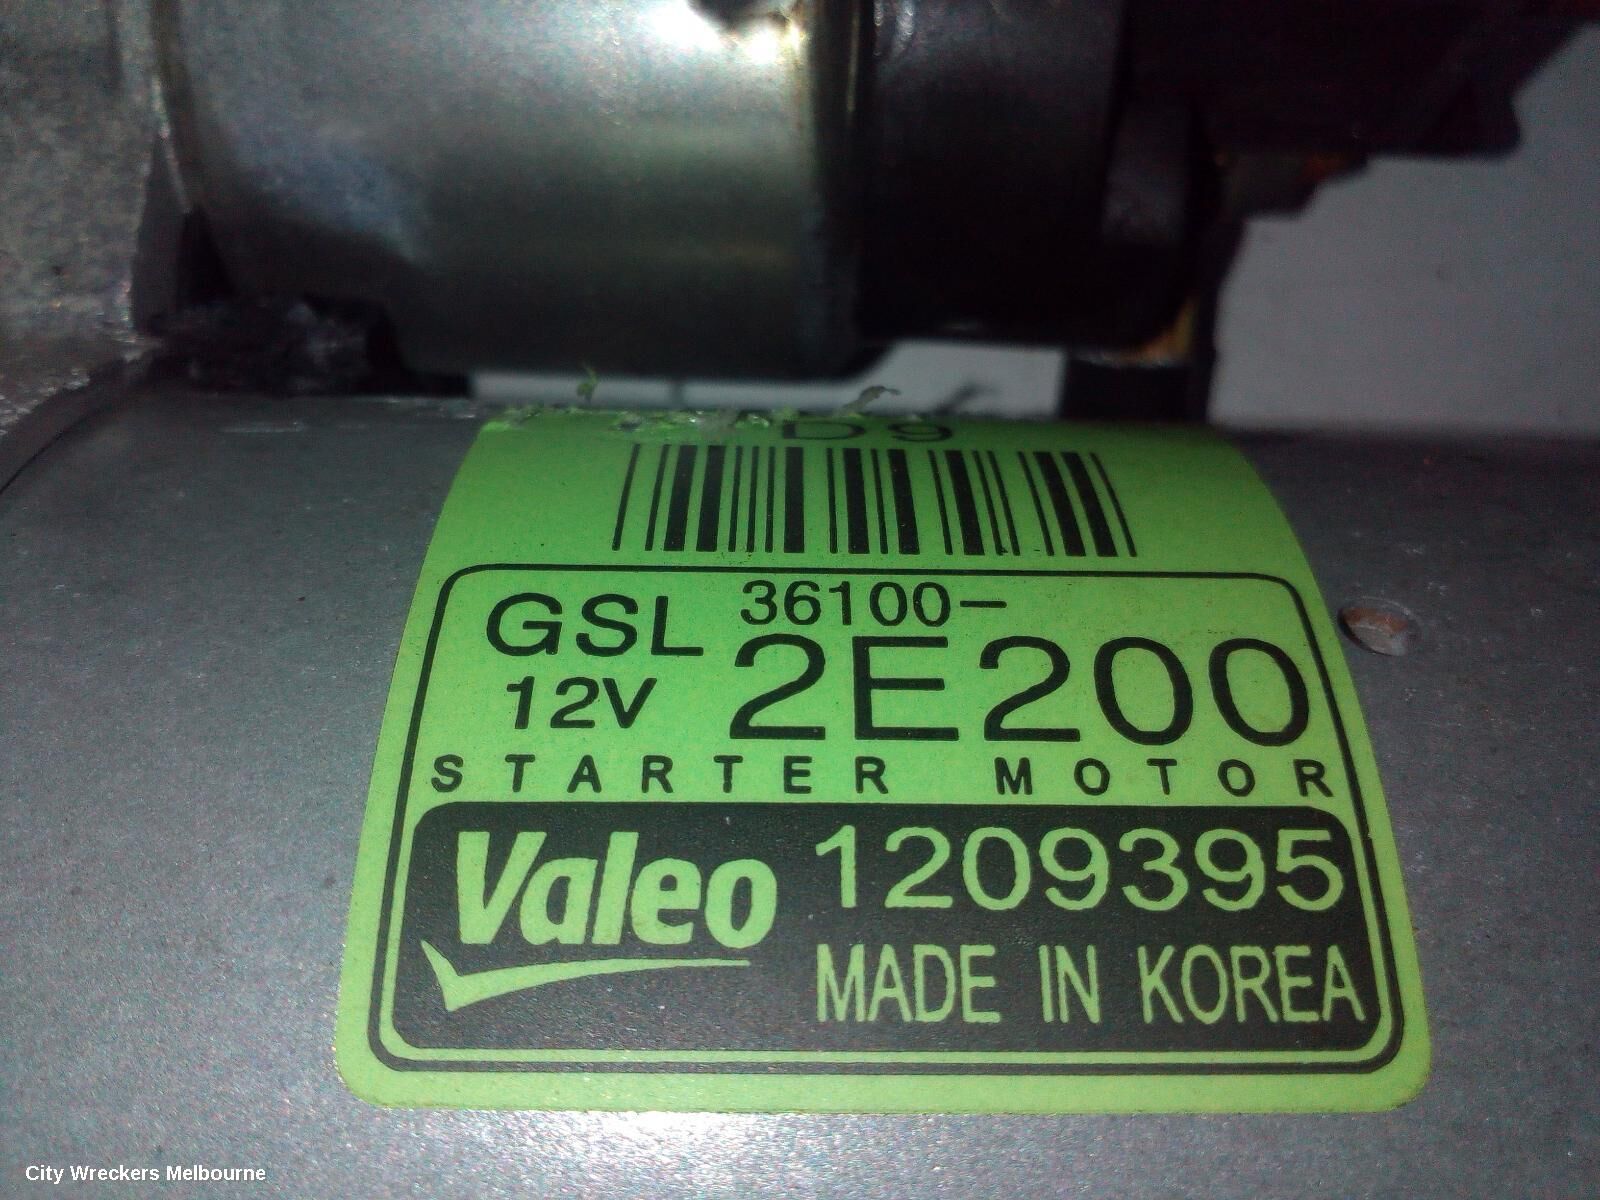 D9
GSL 36100-
12V 2E200
STARTER MOTOR
Valeo 1209395
MADE IN KOREA
City Wreckers Melbourne